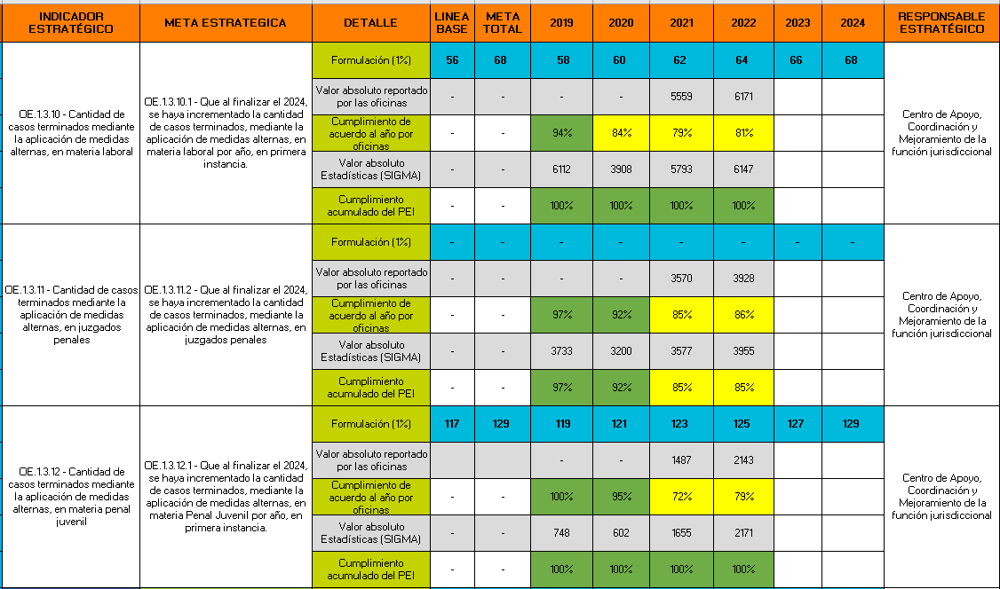 INDICADOR ESTRATÉGICO | META ESTRATEGICA | DETALLE | LINEA BASE | META TOTAL | 2019 | 2020 | 2021 | 2022 | 2023 | 2024 | RESPONSABLE ESTRATÉGICO
OE.1.3.10 - Cantidad de
casos terminados mediante
la aplicación de medidas
alternas, en materia laboral
OE.1.3.10.1 - Que al finalizar el 2024,
se haya incrementado la cantidad
de casos terminados, mediante la
aplicación de medidas alternas, en
materia laboral por año, en primera
instancia.
Formulación (1%) | 56 | 68 | 58 | 60 | 62 | 64 | 66 | 68
Valor absoluto reportado por las oficinas | - | - | - | - | 5559 | 6171
Cumplimiento de acuerdo al año por oficinas | - | - | 94% | 84% | 79% | 81%
Valor absoluto Estadísticas (SIGMA) | - | - | 6112 | 3908 | 5793 | 6147
Cumplimiento acumulado del PEI | - | - | 100% | 100% | 100% | 100%
Centro de Apoyo,
Coordinación y
Mejoramiento de la
función jurisdiccional
OE.1.3.11 - Cantidad de casos
terminados mediante la
aplicación de medidas
alternas, en juzgados
penales
OE.1.3.11.2 - Que al finalizar el 2024,
se haya incrementado la cantidad
de casos terminados, mediante la
aplicación de medidas alternas, en
juzgados penales
Formulación (1%) | - | - | - | - | - | - | - | -
Valor absoluto reportado por las oficinas | - | - | - | - | 3570 | 3928
Cumplimiento de acuerdo al año por oficinas | - | - | 97% | 92% | 85% | 86%
Valor absoluto Estadísticas (SIGMA) | - | - | 3733 | 3200 | 3577 | 3955
Cumplimiento acumulado del PEI | - | - | 97% | 92% | 85% | 85%
Centro de Apoyo,
Coordinación y
Mejoramiento de la
función jurisdiccional
OE.1.3.12 - Cantidad de
casos terminados mediante
la aplicación de medidas
alternas, en materia penal
juvenil
OE.1.3.12.1 - Que al finalizar el 2024,
se haya incrementado la cantidad
de casos terminados, mediante la
aplicación de medidas alternas, en
materia Penal Juvenil por año, en
primera instancia.
Formulación (1%) | 117 | 129 | 119 | 121 | 123 | 125 | 127 | 129
Valor absoluto reportado por las oficinas | - | - | 1487 | 2143
Cumplimiento de acuerdo al año por oficinas | - | - | 100% | 95% | 72% | 79%
Valor absoluto Estadísticas (SIGMA) | - | - | 748 | 602 | 1655 | 2171
Cumplimiento acumulado del PEI | - | - | 100% | 100% | 100% | 100%
Centro de Apoyo,
Coordinación y
Mejoramiento de la
función jurisdiccional